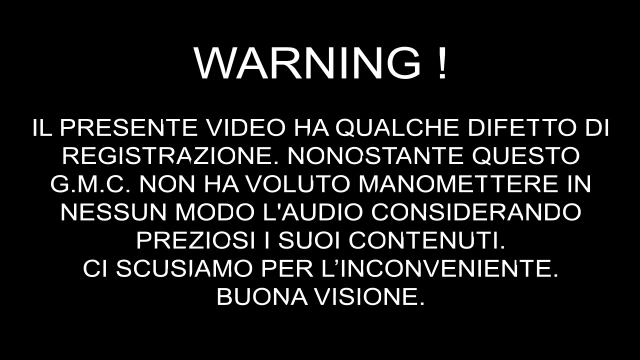 WARNING !
IL PRESENTE VIDEO HA QUALCHE DIFETTO DI
REGISTRAZIONE. NONOSTANTE QUESTO
G.M.C. NON HA VOLUTO MANOMETTERE IN
NESSUN MODO L'AUDIO CONSIDERANDO
PREZIOSI I SUOI CONTENUTI.
CI SCUSIAMO PER L’INCONVENIENTE.
BUONA VISIONE.